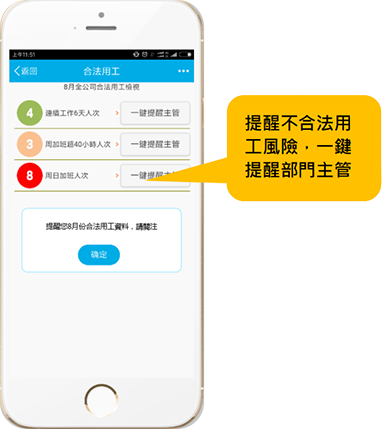 上午11:51
返回
合法用工
8月全公司合法用工檢視
4 連續工作6天人次 > 一鍵提醒主管
3 周加班超40小時人次 > 一鍵提醒主管
8 周日加班人次 > 一鍵提醒主管
提醒您8月份合法用工資料，請關注
確定
提醒不合法用
工風險，一鍵
提醒部門主管